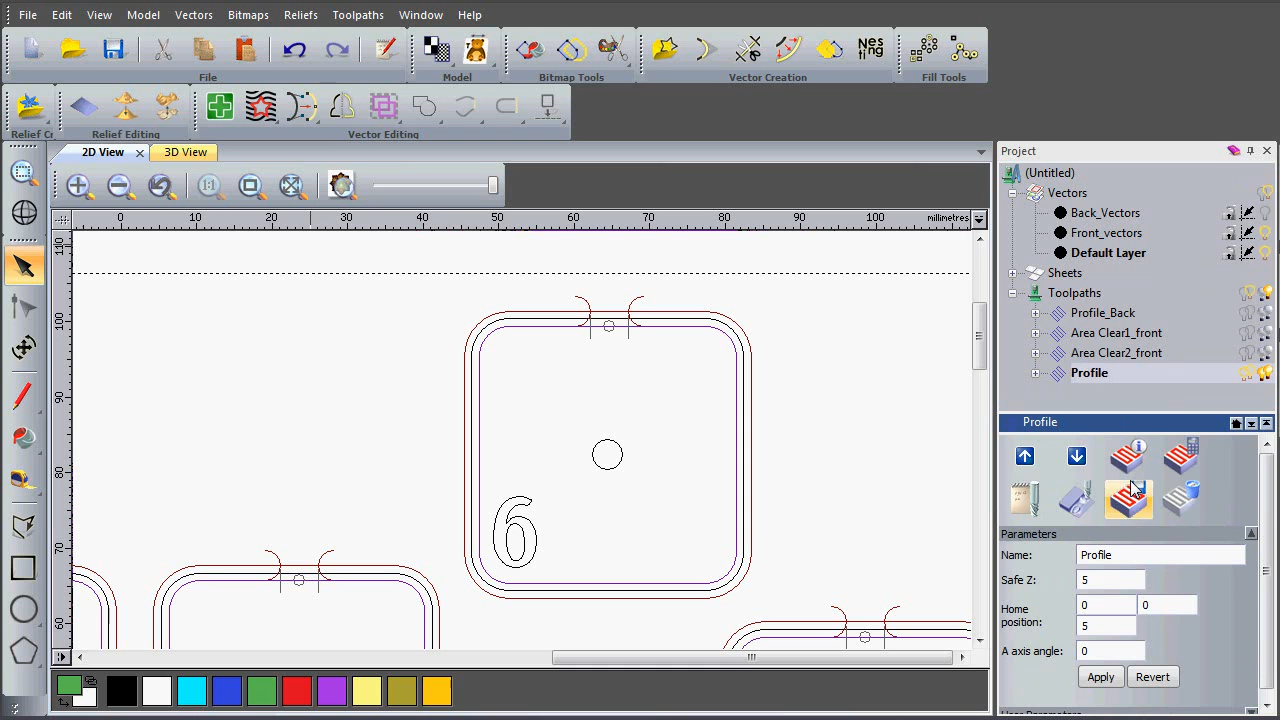 File Edit View Model Vectors Bitmaps Reliefs Toolpaths Window Help
NES
TING
File Model Bitmap Tools Vector Creation Fill Tools
Relief Cr Relief Editing Vector Editing
2D View 3D View
Project
(Untitled)
Vectors
Back_Vectors
Front_vectors
Default Layer
Sheets
Toolpaths
Profile_Back
Area Clear1_front
Area Clear2_front
Profile
1:1
0 10 20 30 40 50 60 70 80 90 100 millimetres
100
90
80
70
60
6
Profile
Parameters
Name: Profile
Safe Z: 5
Home position: 0 0
5
A axis angle: 0
Apply Revert